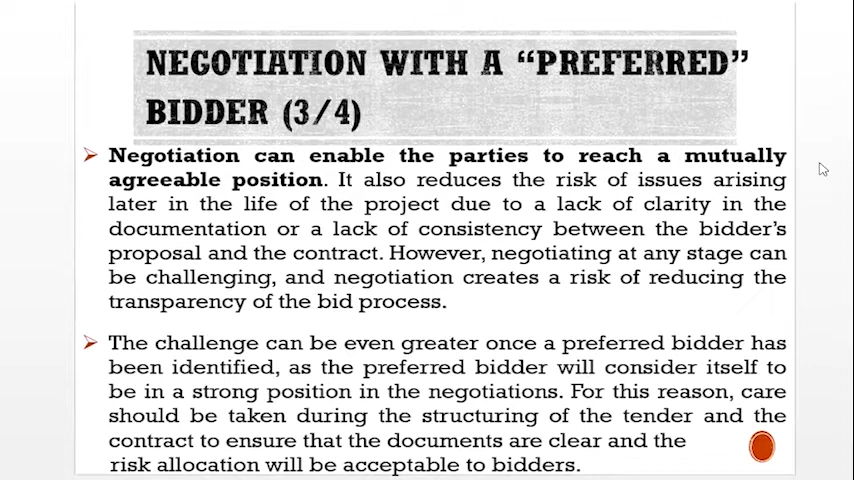 NEGOTIATION WITH A “PREFERRED”
BIDDER (3/4)
Negotiation can enable the parties to reach a mutually
agreeable position. It also reduces the risk of issues arising
later in the life of the project due to a lack of clarity in the
documentation or a lack of consistency between the bidder’s
proposal and the contract. However, negotiating at any stage can
be challenging, and negotiation creates a risk of reducing the
transparency of the bid process.
The challenge can be even greater once a preferred bidder has
been identified, as the preferred bidder will consider itself to
be in a strong position in the negotiations. For this reason, care
should be taken during the structuring of the tender and the
contract to ensure that the documents are clear and the
risk allocation will be acceptable to bidders.